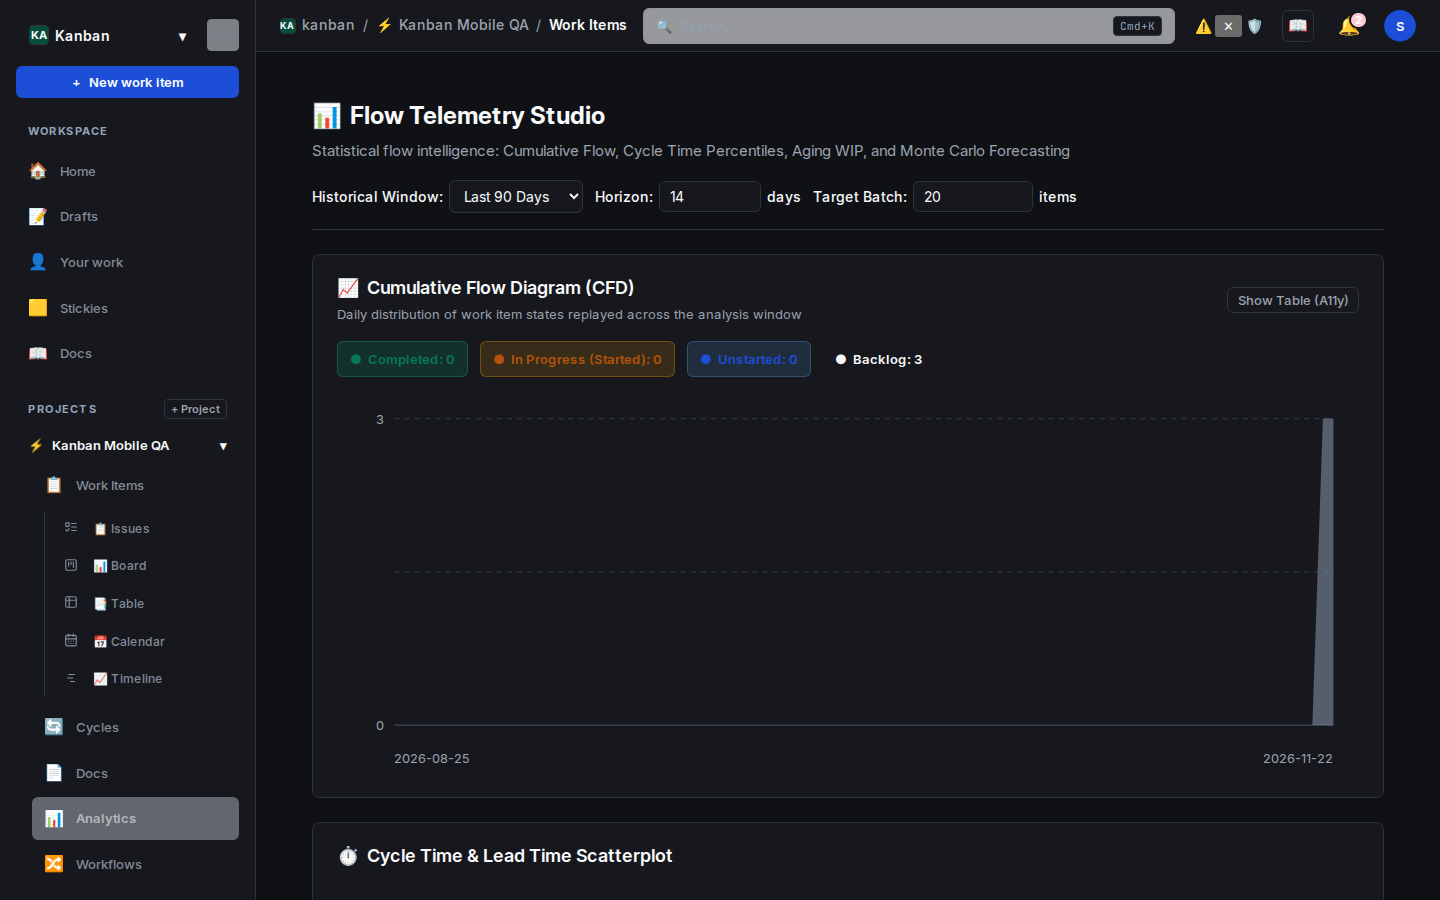 KA Kanban ▾
+ New work item
WORKSPACE
Home
Drafts
Your work
Stickies
Docs
PROJECTS + Project
Kanban Mobile QA ▾
Work Items
Issues
Board
Table
Calendar
Timeline
Cycles
Docs
Analytics
Workflows
KA kanban / Kanban Mobile QA / Work Items
Search... Cmd+K
✕
2
S
Flow Telemetry Studio
Statistical flow intelligence: Cumulative Flow, Cycle Time Percentiles, Aging WIP, and Monte Carlo Forecasting
Historical Window: Last 90 Days Horizon: 14 days Target Batch: 20 items
Cumulative Flow Diagram (CFD)
Daily distribution of work item states replayed across the analysis window
Show Table (A11y)
Completed: 0 In Progress (Started): 0 Unstarted: 0 Backlog: 3
3
0
2026-08-25 2026-11-22
Cycle Time & Lead Time Scatterplot